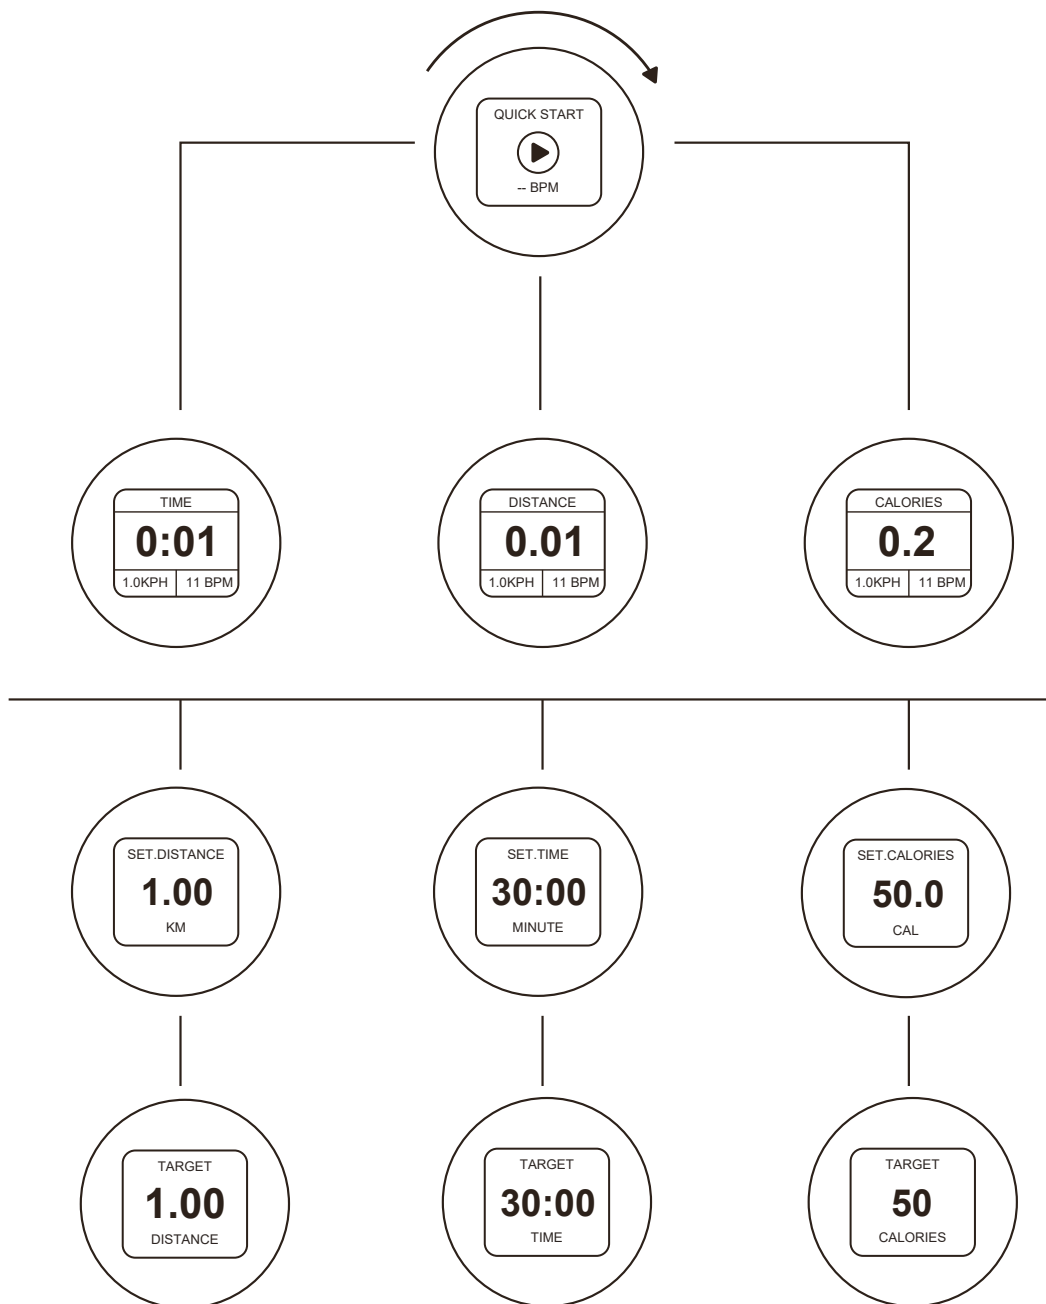 QUICK START
-- BPM
TIME
0:01
1.0KPH 11 BPM
DISTANCE
0.01
1.0KPH 11 BPM
CALORIES
0.2
1.0KPH 11 BPM
SET.DISTANCE
1.00
KM
SET.TIME
30:00
MINUTE
SET.CALORIES
50.0
CAL
TARGET
1.00
DISTANCE
TARGET
30:00
TIME
TARGET
50
CALORIES